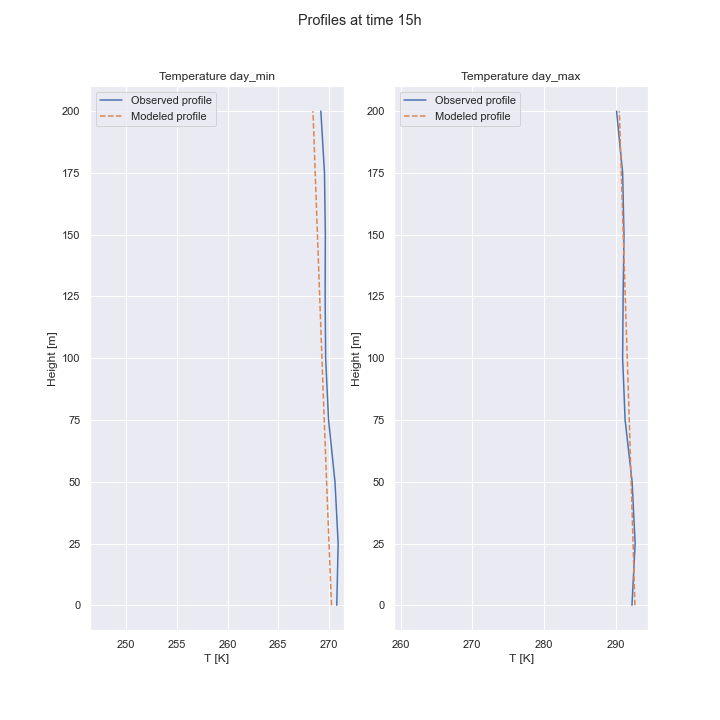 Profiles at time 15h
Temperature day_min
Observed profile
Modeled profile
200
175
150
125
100
75
50
25
0
Height [m]
250
255
260
265
270
T [K]
Temperature day_max
Observed profile
Modeled profile
200
175
150
125
100
75
50
25
0
Height [m]
260
270
280
290
T [K]